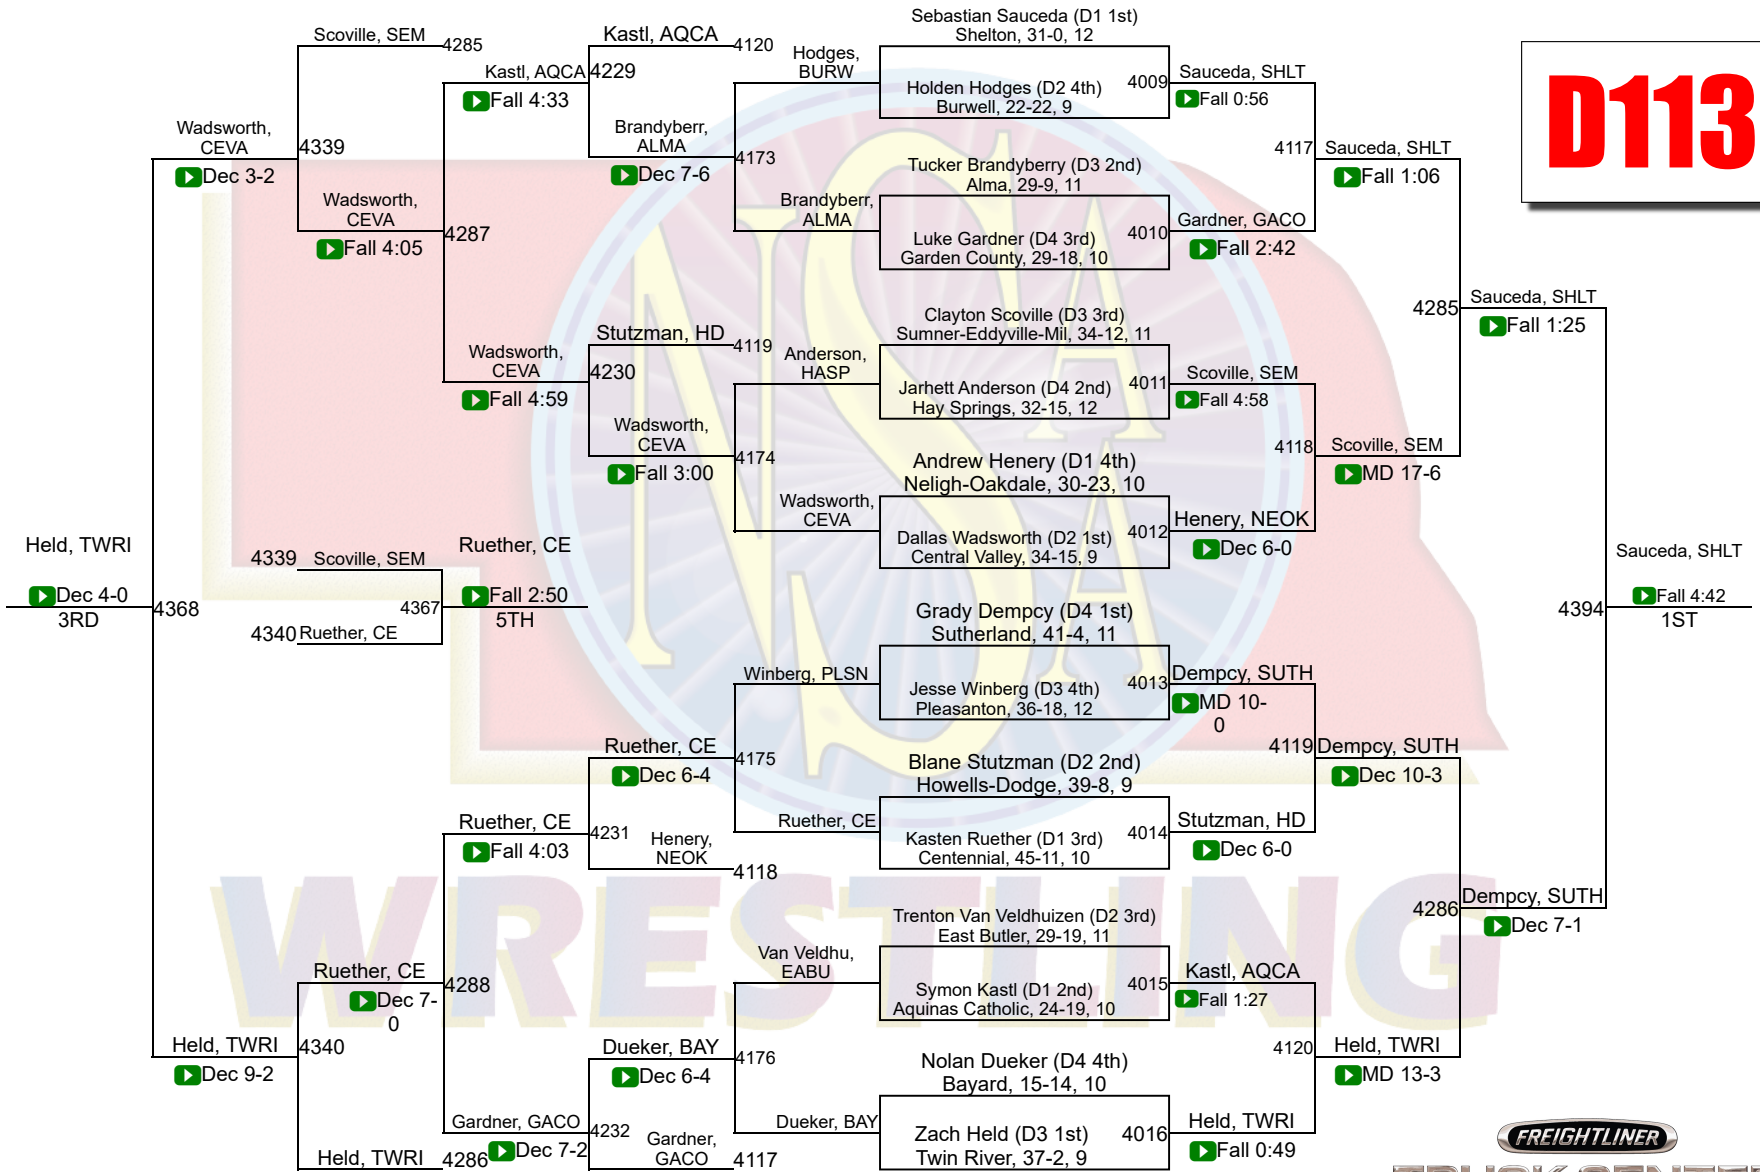 Sebastian Sauceda (D1 1st)
Shelton, 31-0, 12
Holden Hodges (D2 4th)
Burwell, 22-22, 9
4009
Tucker Brandyberry (D3 2nd)
Alma, 29-9, 11
Luke Gardner (D4 3rd)
Garden County, 29-18, 10
4010
Clayton Scoville (D3 3rd)
Sumner-Eddyville-Mil, 34-12, 11
Jarhett Anderson (D4 2nd)
Hay Springs, 32-15, 12
4011
Andrew Henery (D1 4th)
Neligh-Oakdale, 30-23, 10
Dallas Wadsworth (D2 1st)
Central Valley, 34-15, 9
4012
Grady Dempcy (D4 1st)
Sutherland, 41-4, 11
Jesse Winberg (D3 4th)
Pleasanton, 36-18, 12
4013
Blane Stutzman (D2 2nd)
Howells-Dodge, 39-8, 9
Kasten Ruether (D1 3rd)
Centennial, 45-11, 10
4014
Trenton Van Veldhuizen (D2 3rd)
East Butler, 29-19, 11
Symon Kastl (D1 2nd)
Aquinas Catholic, 24-19, 10
4015
Nolan Dueker (D4 4th)
Bayard, 15-14, 10
Zach Held (D3 1st)
Twin River, 37-2, 9
4016
Sauceda, SHLT
Fall 0:56
Gardner, GACO
Fall 2:42
Scoville, SEM
Fall 4:58
Henery, NEOK
Dec 6-0
Dempcy, SUTH
MD 10-
0
Stutzman, HD
Dec 6-0
Kastl, AQCA
Fall 1:27
Held, TWRI
Fall 0:49
4117
Sauceda, SHLT
Fall 1:06
4118
Scoville, SEM
MD 17-6
4119
Dempcy, SUTH
Dec 10-3
4120
Held, TWRI
MD 13-3
4285
Sauceda, SHLT
Fall 1:25
4286
Dempcy, SUTH
Dec 7-1
4394
Sauceda, SHLT
Fall 4:42
1ST
D113
Hodges,
BURW
Brandyberr,
ALMA
Anderson,
HASP
Wadsworth,
CEVA
Winberg, PLSN
Ruether, CE
Van Veldhu,
EABU
Dueker, BAY
Kastl, AQCA
4120
Brandyberr,
ALMA
4173
Dec 7-6
Stutzman, HD
4119
Wadsworth,
CEVA
4174
Fall 3:00
Ruether, CE
4175
Dec 6-4
Henery,
NEOK
4118
Dueker, BAY
4176
Dec 6-4
Gardner,
GACO
4117
Kastl, AQCA
4229
Fall 4:33
Wadsworth,
CEVA
4230
Fall 4:59
Ruether, CE
4231
Fall 4:03
Gardner, GACO
4232
Dec 7-2
Scoville, SEM
4285
Wadsworth,
CEVA
4287
Fall 4:05
Ruether, CE
4288
Dec 7-
0
Held, TWRI
4286
Wadsworth,
CEVA
4339
Dec 3-2
Held, TWRI
4340
Dec 9-2
Held, TWRI
Dec 4-0
4368
3RD
4339
Scoville, SEM
4340
Ruether, CE
4367
Ruether, CE
Fall 2:50
5TH
NSAA
WRESTLING
FREIGHTLINER